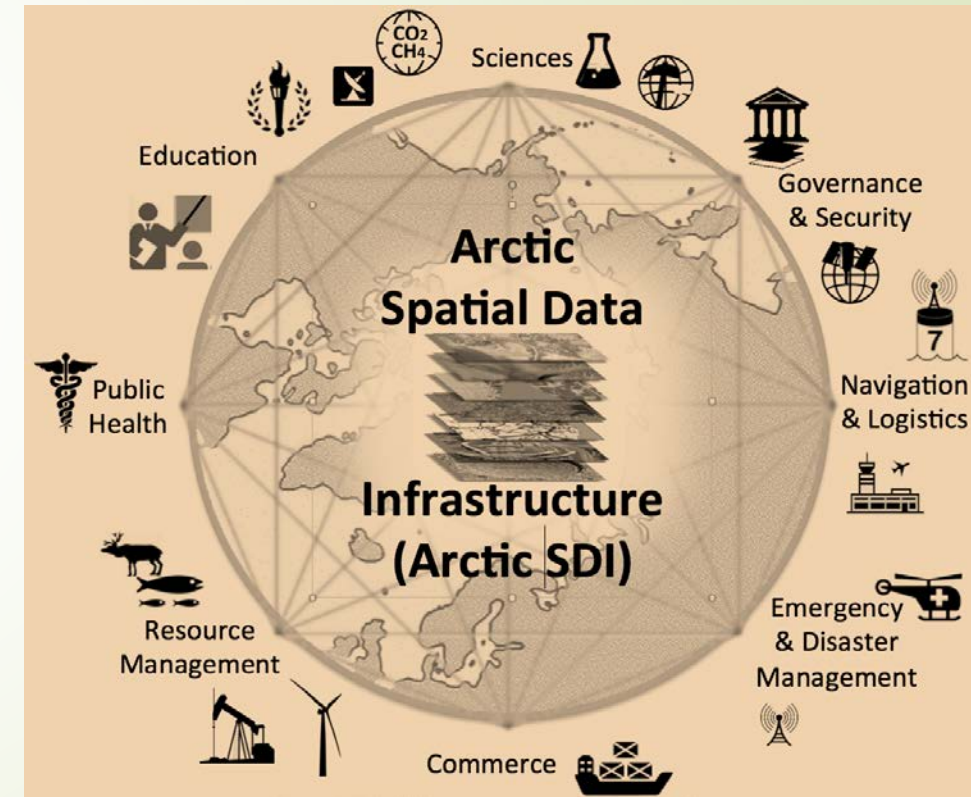 CO2
CH4
Sciences
Education
Governance
& Security
Arctic
Spatial Data
7
Public
Health
Navigation
& Logistics
Infrastructure
(Arctic SDI)
Resource
Management
Emergency
& Disaster
Management
Commerce